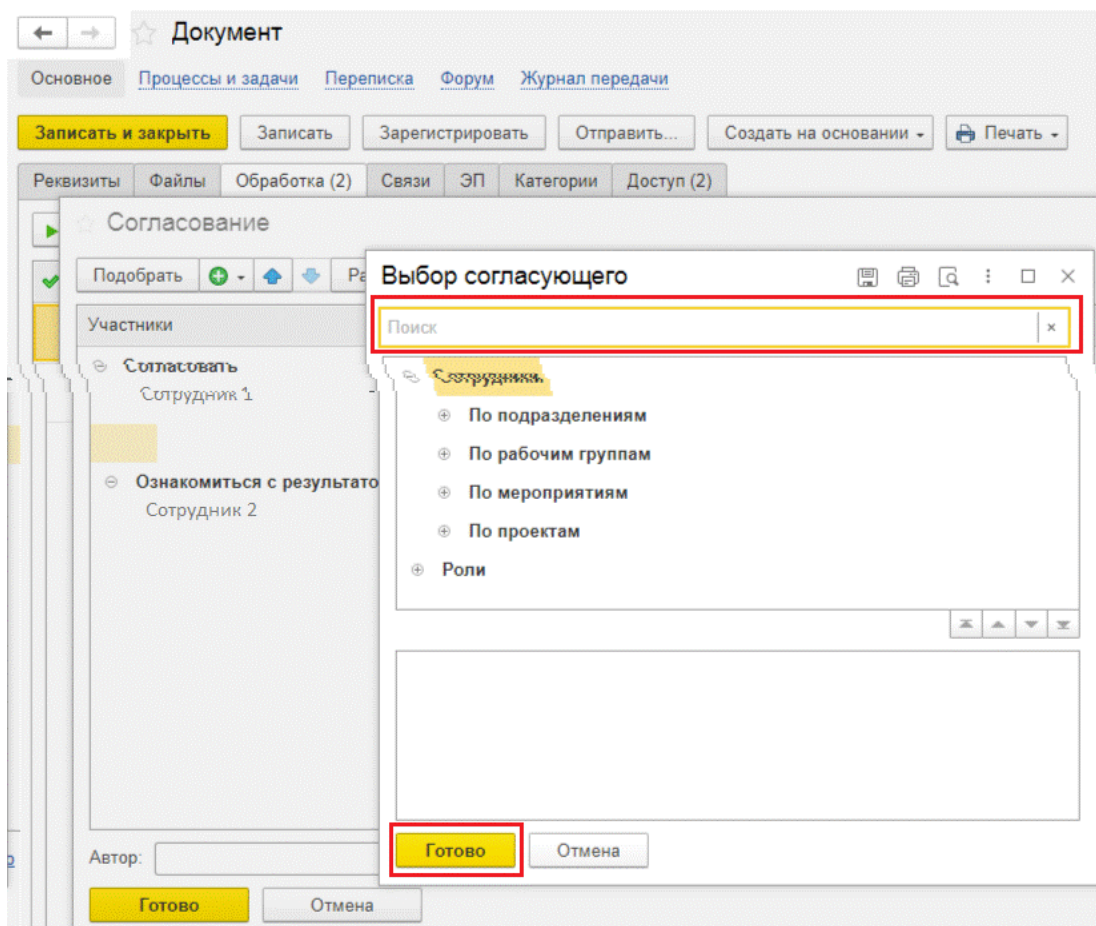 Документ
Основное Процессы и задачи Переписка Форум Журнал передачи
Записать и закрыть Записать Зарегистрировать Отправить... Создать на основании Печать
Реквизиты Файлы Обработка (2) Связи ЭП Категории Доступ (2)
Согласование
Подобрать Ра
Выбор согласующего
Участники
Поиск
Согласовать
Сотрудник 1
Сотрудники
По подразделениям
По рабочим группам
Ознакомиться с результато
По мероприятиям
Сотрудник 2
По проектам
Роли
Автор:
Готово Отмена
Готово Отмена